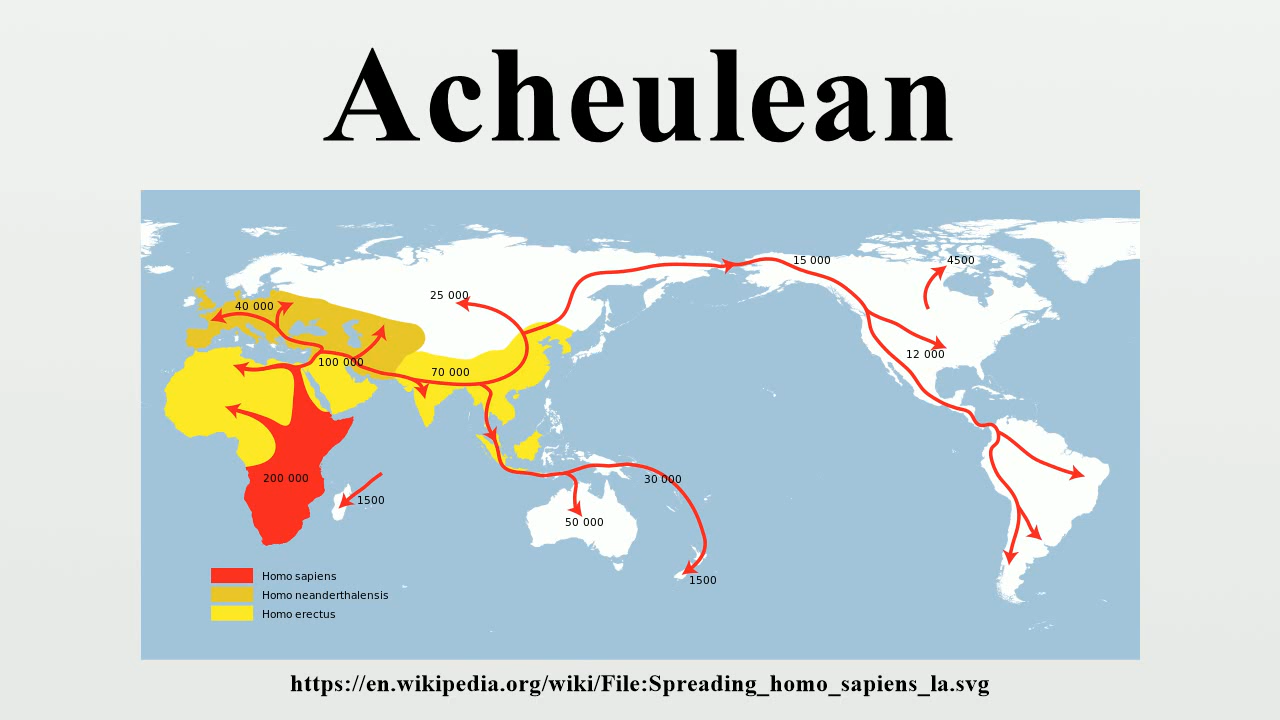 Acheulean
15 000
4500
25 000
40 000
12 000
100 000
70 000
200 000
30 000
1500
50 000
1500
Homo sapiens
Homo neanderthalensis
Homo erectus
https://en.wikipedia.org/wiki/File:Spreading_homo_sapiens_la.svg